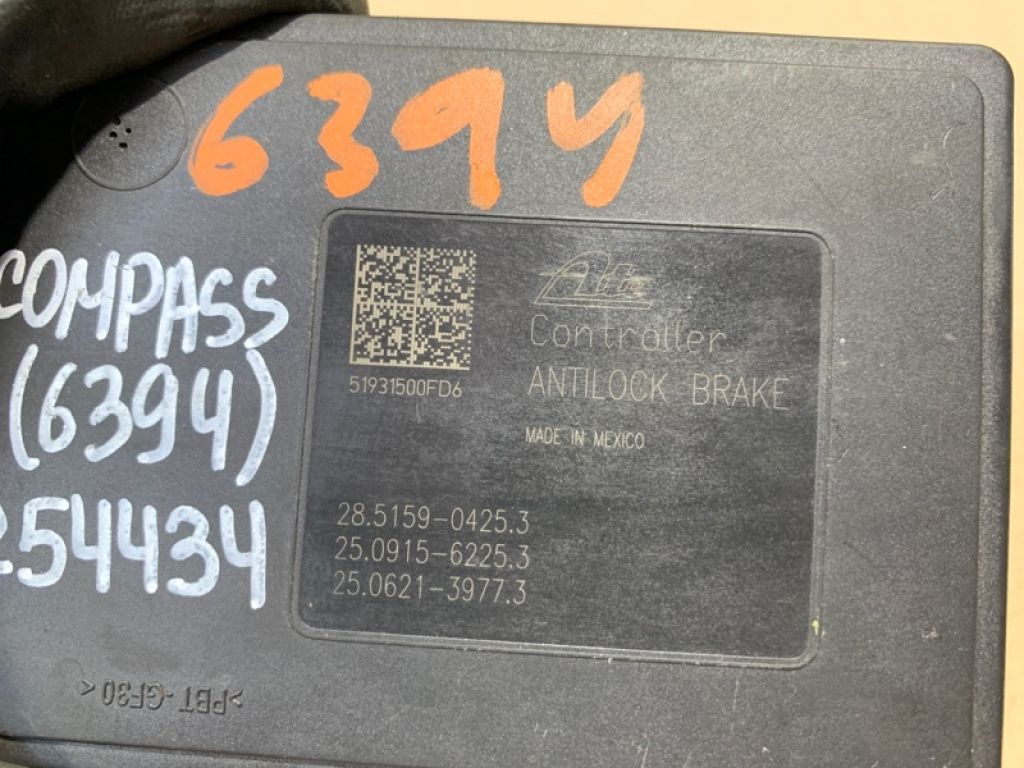 6394
COMPASS
(6394)
254434
Ate
Controller
ANTILOCK BRAKE
MADE IN MEXICO
51931500FD6
28.5159-0425.3
25.0915-6225.3
25.0621-3977.3
>PBT-GF30<